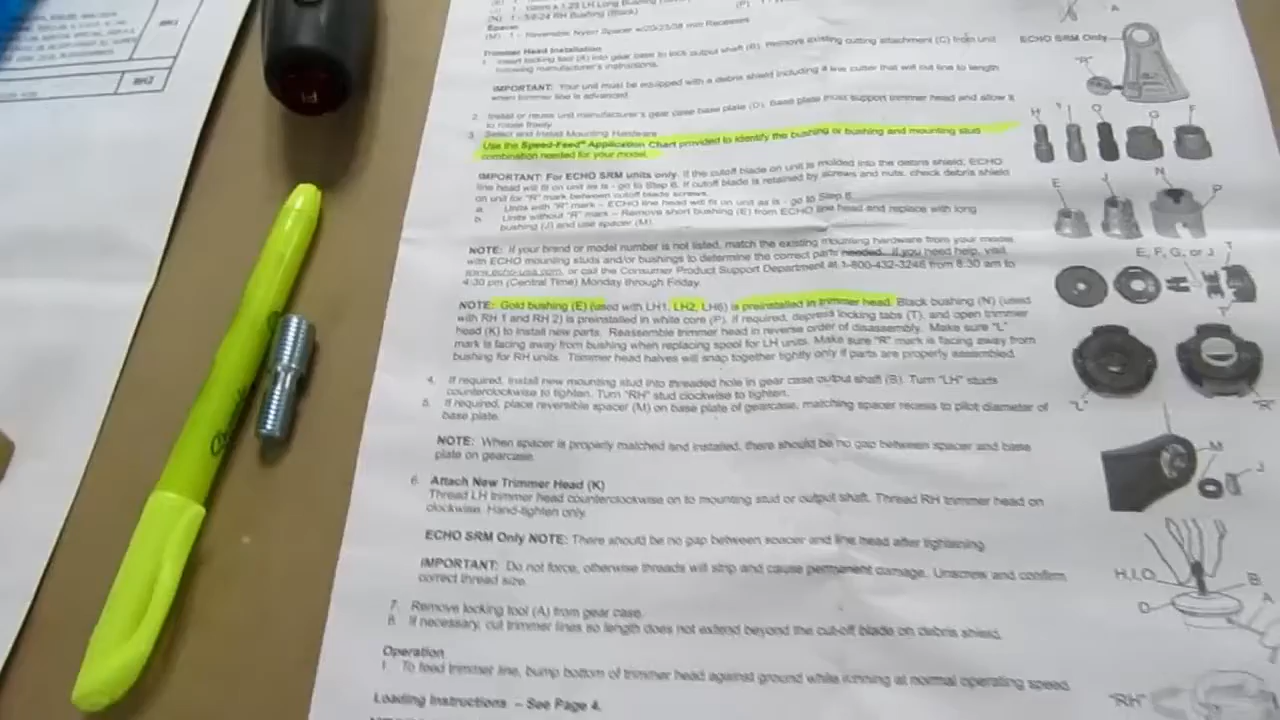 (N) 1 - 3/8-24 RH Bushing (Black)
Spacer
(M) 1 - Reversible Nylon Spacer w/20/25/38 mm Recesses
Trimmer Head Installation
1. Insert locking tool (A) into gear case to lock output shaft (B). Remove existing cutting attachment (C) from unit
following manufacturer's instructions.
IMPORTANT: Your unit must be equipped with a debris shield including a line cutter that will cut line to length
when trimmer line is advanced.
2. Install or reuse unit manufacturer's gear case base plate (D). Base plate must support trimmer head and allow it
to rotate freely.
3. Select and Install Mounting Hardware
Use the Speed-Feed® Application Chart provided to identify the bushing or bushing and mounting stud
combination needed for your model.
IMPORTANT: For ECHO SRM units only. If the cutoff blade on unit is molded into the debris shield, ECHO
line head will fit on unit as is - go to Step 6. If cutoff blade is retained by screws and nuts, check debris shield
on unit for "R" mark between cutoff blade screws.
a. Units with "R" mark – ECHO line head will fit on unit as is - go to Step 6.
b. Units without "R" mark – Remove short bushing (E) from ECHO line head and replace with long
bushing (J) and use spacer (M).
NOTE: If your brand or model number is not listed, match the existing mounting hardware from your model
with ECHO mounting studs and/or bushings to determine the correct parts needed. If you need help, visit
www.echo-usa.com, or call the Consumer Product Support Department at 1-800-432-3246 from 8:30 am to
4:30 pm (Central Time) Monday through Friday.
NOTE: Gold bushing (E) (used with LH1, LH2, LH6) is preinstalled in trimmer head. Black bushing (N) (used
with RH 1 and RH 2) is preinstalled in white core (P). If required, depress locking tabs (T), and open trimmer
head (K) to install new parts. Reassemble trimmer head in reverse order of disassembly. Make sure "L"
mark is facing away from bushing when replacing spool for LH units. Make sure "R" mark is facing away from
bushing for RH units. Trimmer head halves will snap together tightly only if parts are properly assembled.
4. If required, install new mounting stud into threaded hole in gear case output shaft (B). Turn "LH" studs
counterclockwise to tighten. Turn "RH" stud clockwise to tighten.
5. If required, place reversible spacer (M) on base plate of gearcase, matching spacer recess to pilot diameter of
base plate.
NOTE: When spacer is properly matched and installed, there should be no gap between spacer and base
plate on gearcase.
6. Attach New Trimmer Head (K)
Thread LH trimmer head counterclockwise on to mounting stud or output shaft. Thread RH trimmer head on
clockwise. Hand-tighten only.
ECHO SRM Only NOTE: There should be no gap between spacer and line head after tightening.
IMPORTANT: Do not force, otherwise threads will strip and cause permanent damage. Unscrew and confirm
correct thread size.
7. Remove locking tool (A) from gear case.
8. If necessary, cut trimmer lines so length does not extend beyond the cut-off blade on debris shield.
Operation
1. To feed trimmer line, bump bottom of trimmer head against ground while running at normal operating speed.
Loading Instructions – See Page 4.
A
ECHO SRM Only
"R"
H I O G F
E J N P
E, F, G, or J T
"L" "R"
M
J
H,I,O
B
D A
"RH"